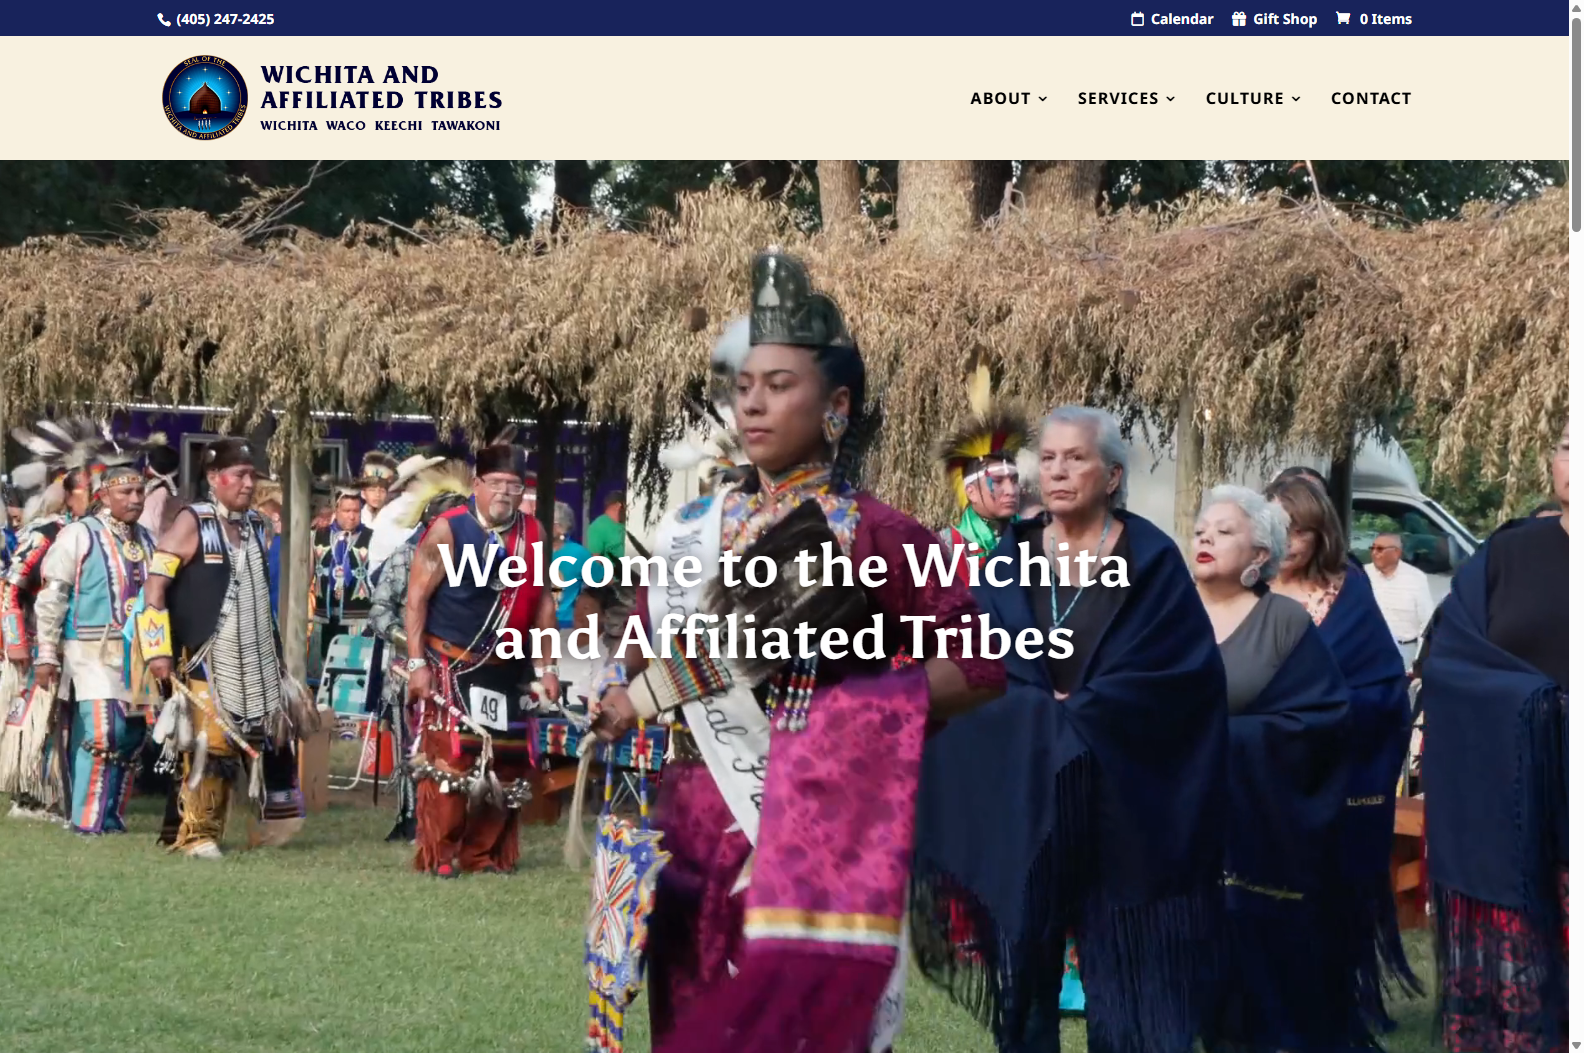 (405) 247-2425
Calendar
Gift Shop
0 Items
SEAL OF THE
WICHITA AND AFFILIATED TRIBES
WICHITA AND
AFFILIATED TRIBES
WICHITA WACO KEECHI TAWAKONI
ABOUT
SERVICES
CULTURE
CONTACT
Welcome to the Wichita
and Affiliated Tribes
49